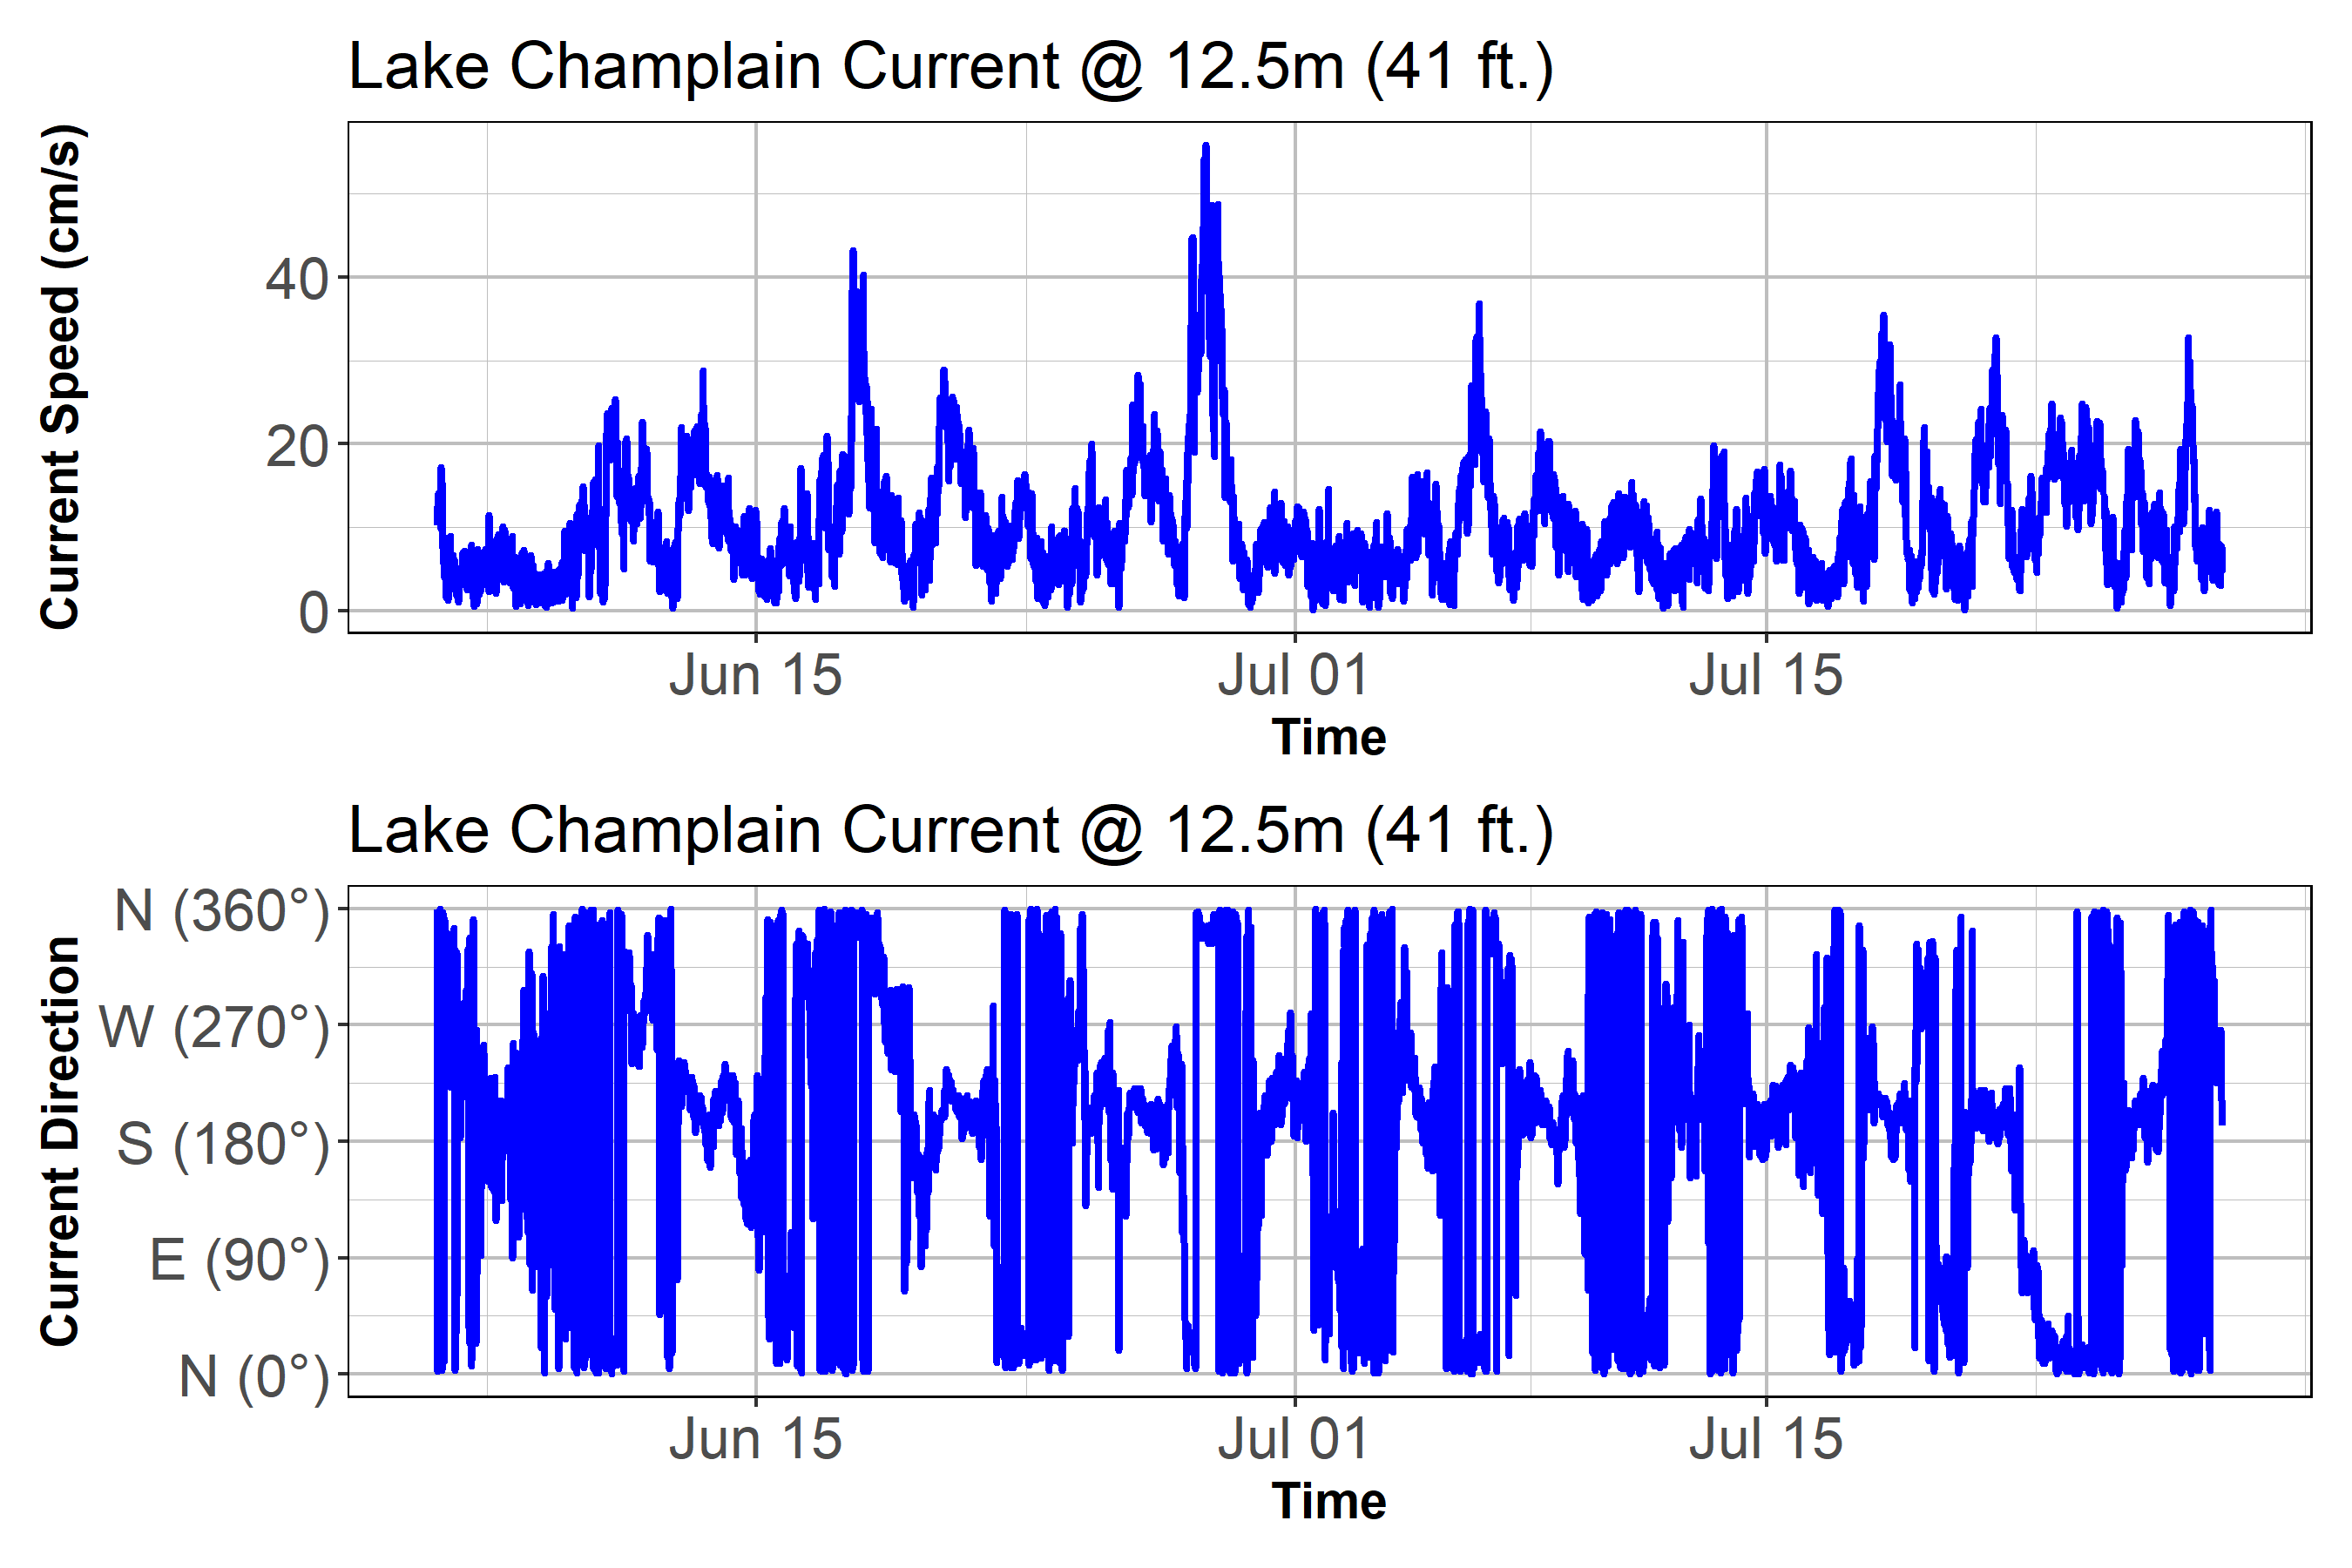 Lake Champlain Current @ 12.5m (41 ft.)
Current Speed (cm/s)
40
20
0
Jun 15 Jul 01 Jul 15
Time
Lake Champlain Current @ 12.5m (41 ft.)
Current Direction
N (360°)
W (270°)
S (180°)
E (90°)
N (0°)
Jun 15 Jul 01 Jul 15
Time